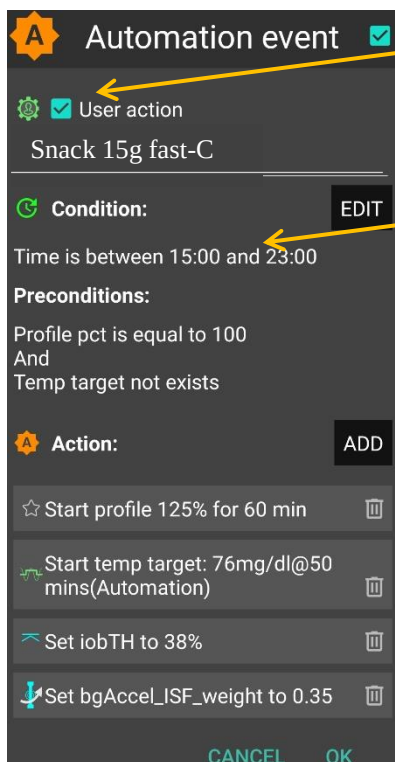 A Automation event
User action
Snack 15g fast-C
Condition:
EDIT
Time is between 15:00 and 23:00
Preconditions:
Profile pct is equal to 100
And
Temp target not exists
A Action:
ADD
Start profile 125% for 60 min
Start temp target: 76mg/dl@50
mins(Automation)
Set iobTH to 38%
Set bgAccel_ISF_weight to 0.35
CANCEL OK